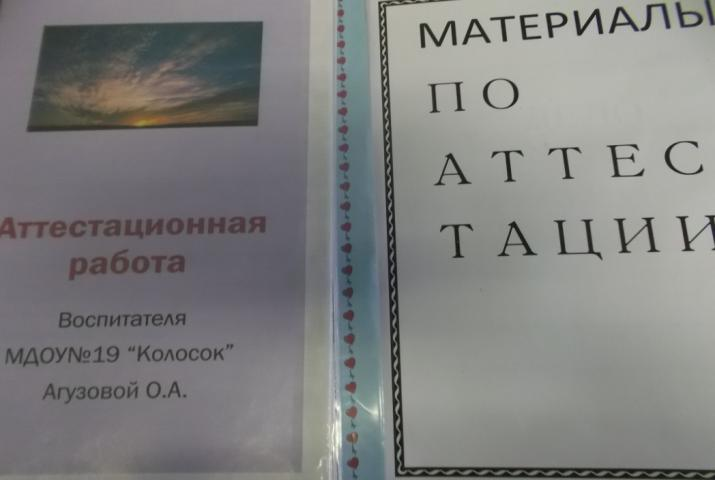 Аттестационная
работа
Воспитателя
МДОУ№19 "Колосок"
Агузовой О.А.
МАТЕРИАЛЫ
ПО
АТТЕС
ТАЦИИ